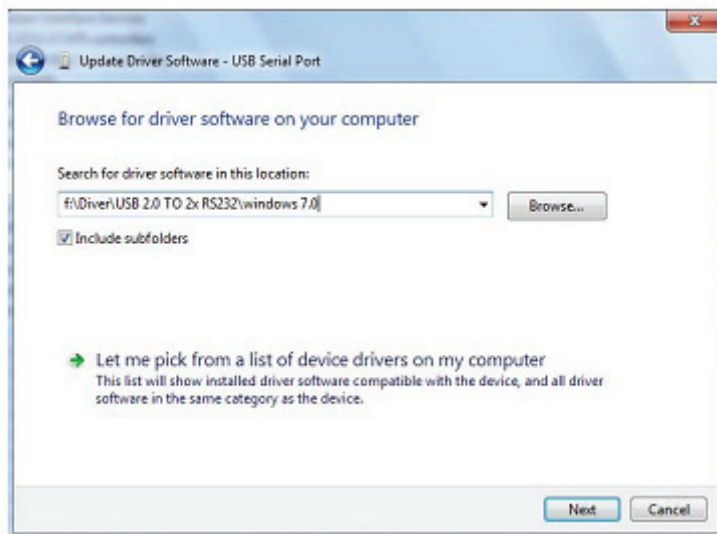 Update Driver Software - USB Serial Port
Browse for driver software on your computer
Search for driver software in this location:
f:\Diver\USB 2.0 TO 2x RS232\windows 7.0
Browse...
Include subfolders
Let me pick from a list of device drivers on my computer
This list will show installed driver software compatible with the device, and all driver
software in the same category as the device.
Next
Cancel